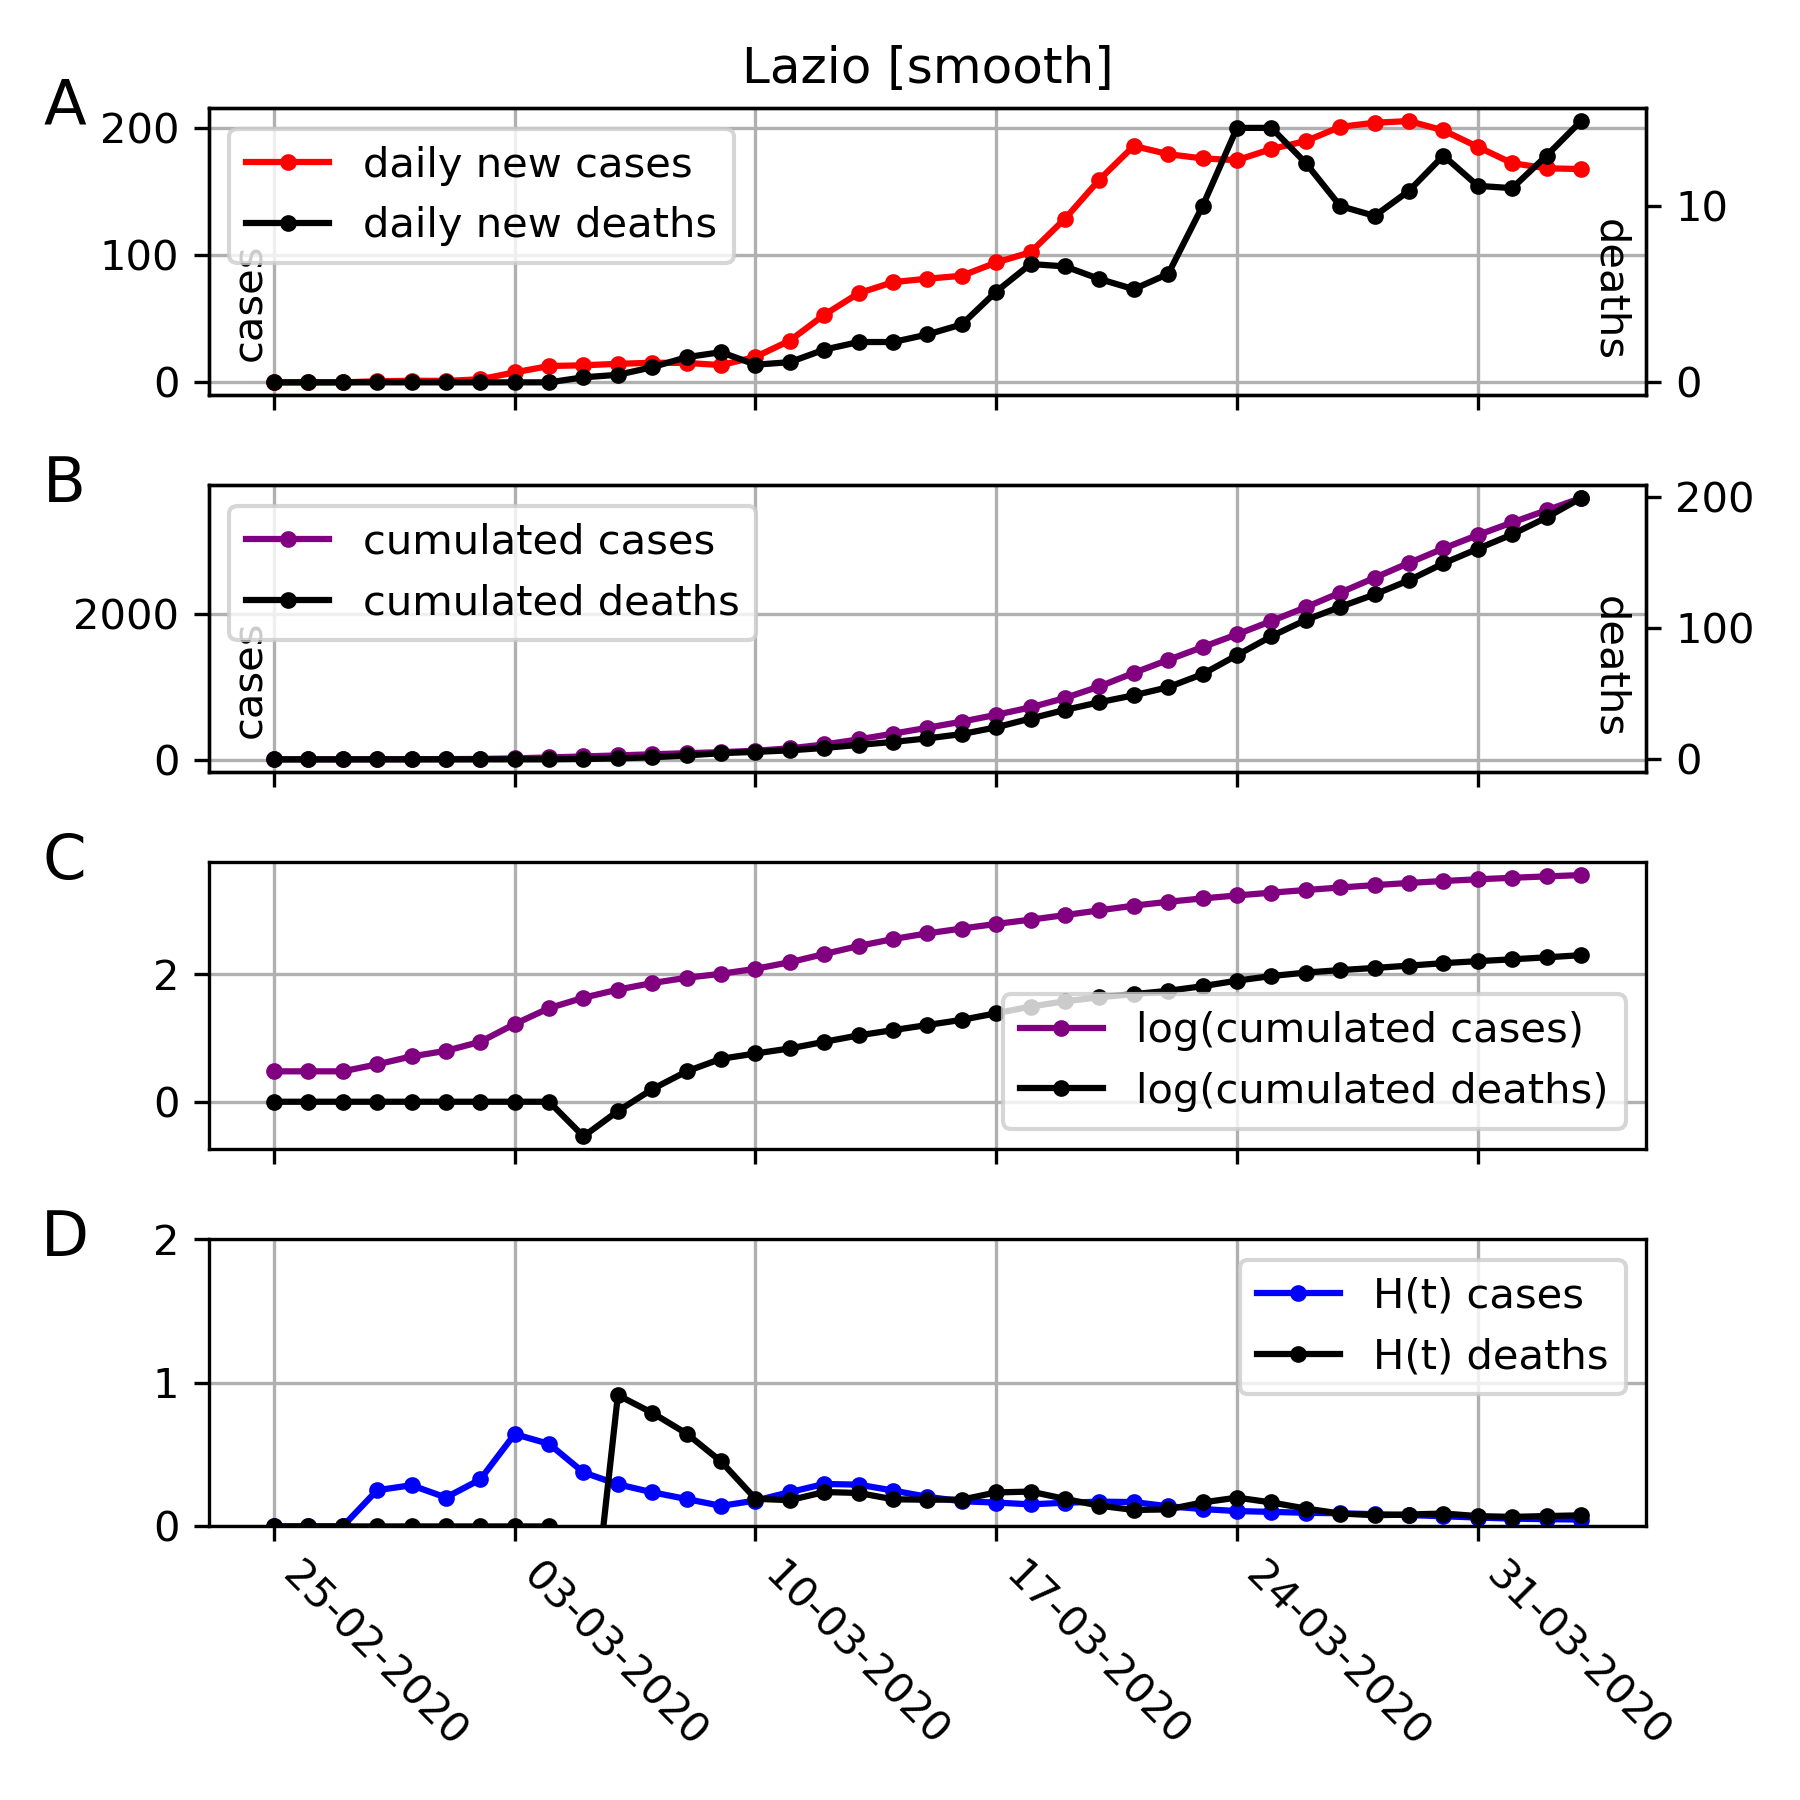 Lazio [smooth]
A
200
100
0
cases
daily new cases
daily new deaths
10
0
deaths
B
2000
0
cases
cumulated cases
cumulated deaths
200
100
0
deaths
C
2
0
log(cumulated cases)
log(cumulated deaths)
D
2
1
0
H(t) cases
H(t) deaths
25-02-2020
03-03-2020
10-03-2020
17-03-2020
24-03-2020
31-03-2020